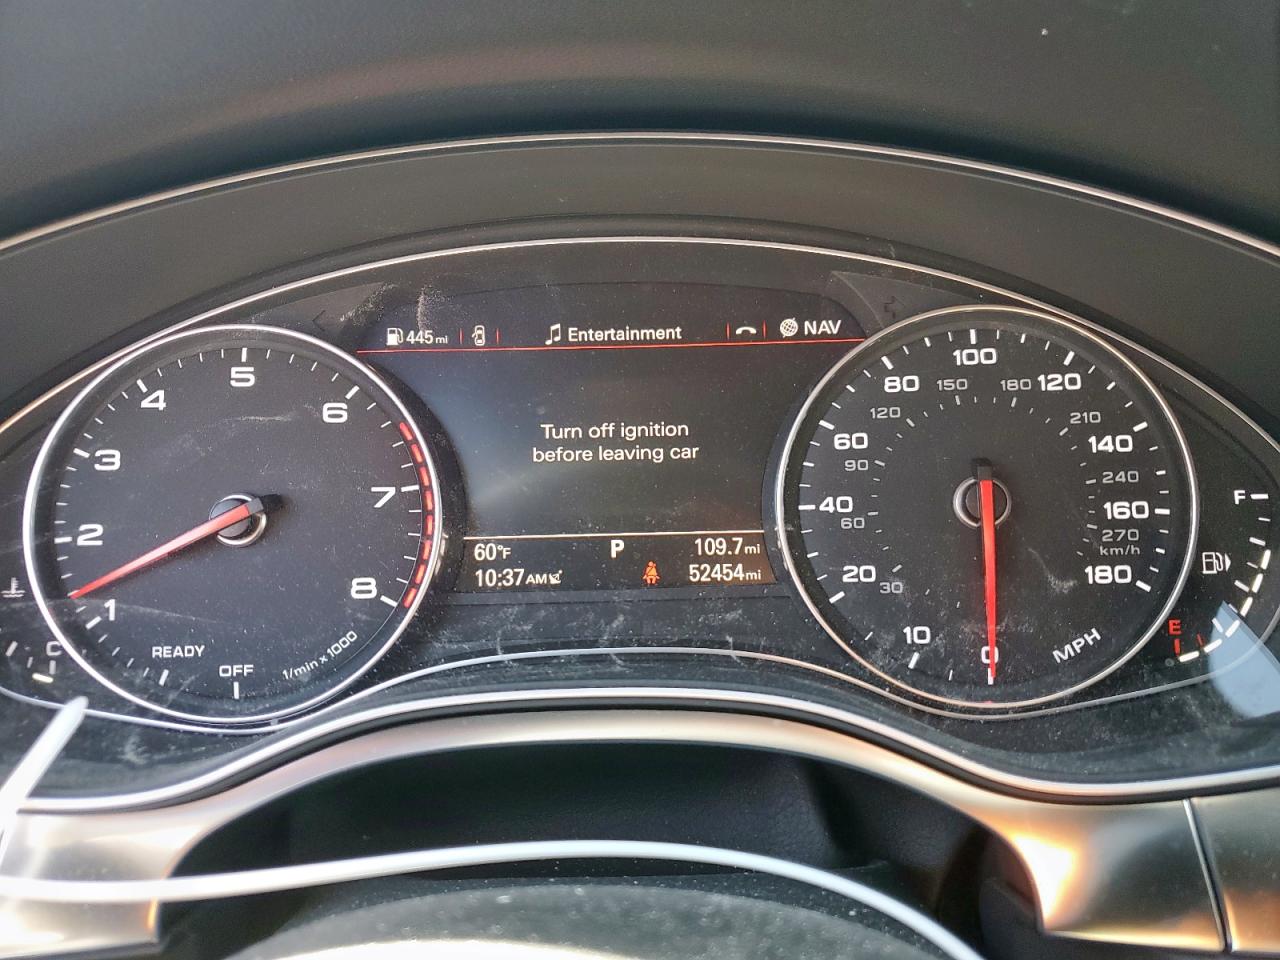 445 mi
Entertainment
NAV
Turn off ignition
before leaving car
60°F
P
109.7 mi
10:37 AM
52454 mi
1
2
3
4
5
6
7
8
READY
OFF
1/min x 1000
C
0
10
20
40
60
80
100
120
140
160
180
MPH
30
60
90
120
150
180
210
240
270
km/h
F
E